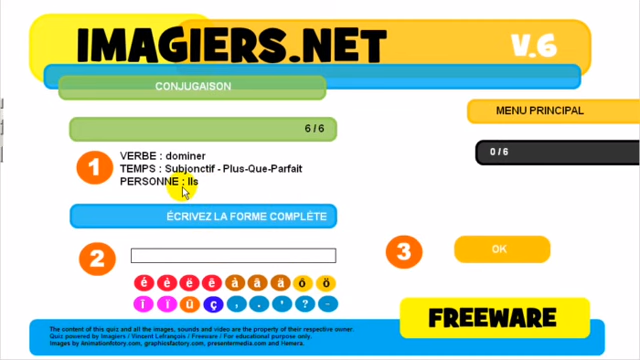 IMAGIERS.NET
V.6
CONJUGAISON
MENU PRINCIPAL
6 / 6
0 / 6
1
VERBE : dominer
TEMPS : Subjonctif - Plus-Que-Parfait
PERSONNE : Ils
ÉCRIVEZ LA FORME COMPLÈTE
2
3
OK
é è ê ë à â ä ô ö
î ï û ç , . ' ? -
FREEWARE
The content of this quiz and all the images, sounds and video are the property of their respective owner.
Quiz powered by Imagiers / Vincent Lefrançois / Freeware / For educational purpose only.
Images by Animationfctory.com, graphicsfactory.com, presentermedia.com and Hemera.